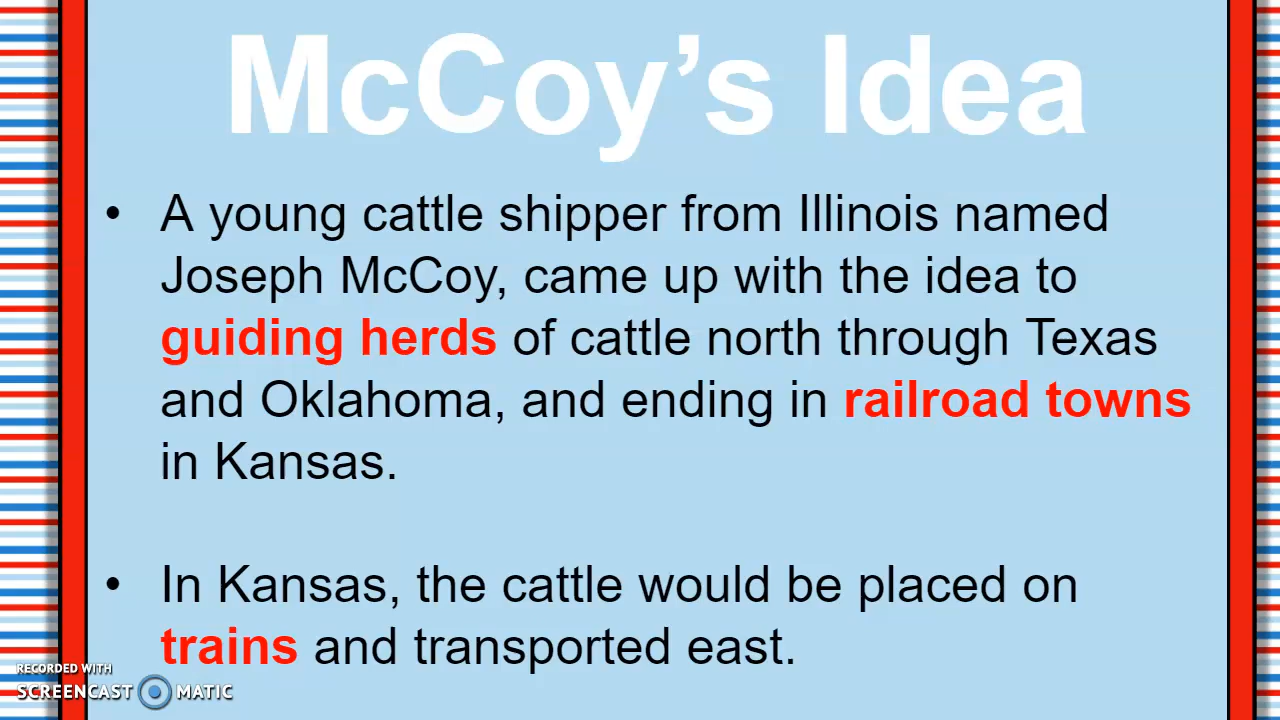 McCoy’s Idea
• A young cattle shipper from Illinois named
Joseph McCoy, came up with the idea to
guiding herds of cattle north through Texas
and Oklahoma, and ending in railroad towns
in Kansas.
• In Kansas, the cattle would be placed on
trains and transported east.
RECORDED WITH
SCREENCAST MATIC